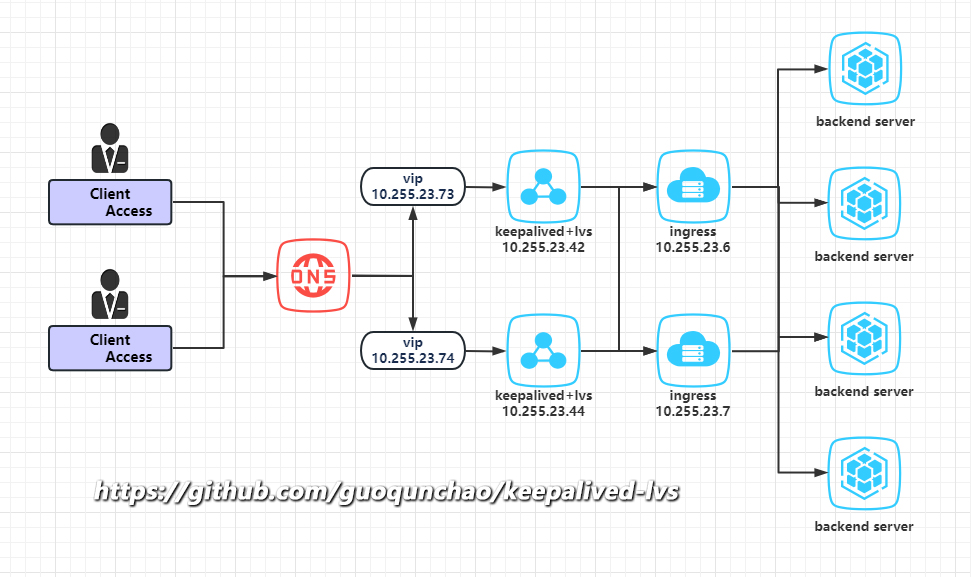 Client
Access
Client
Access
DNS
vip
10.255.23.73
vip
10.255.23.74
keepalived+lvs
10.255.23.42
keepalived+lvs
10.255.23.44
ingress
10.255.23.6
ingress
10.255.23.7
backend server
backend server
backend server
backend server
https://github.com/guoqunchao/keepalived-lvs